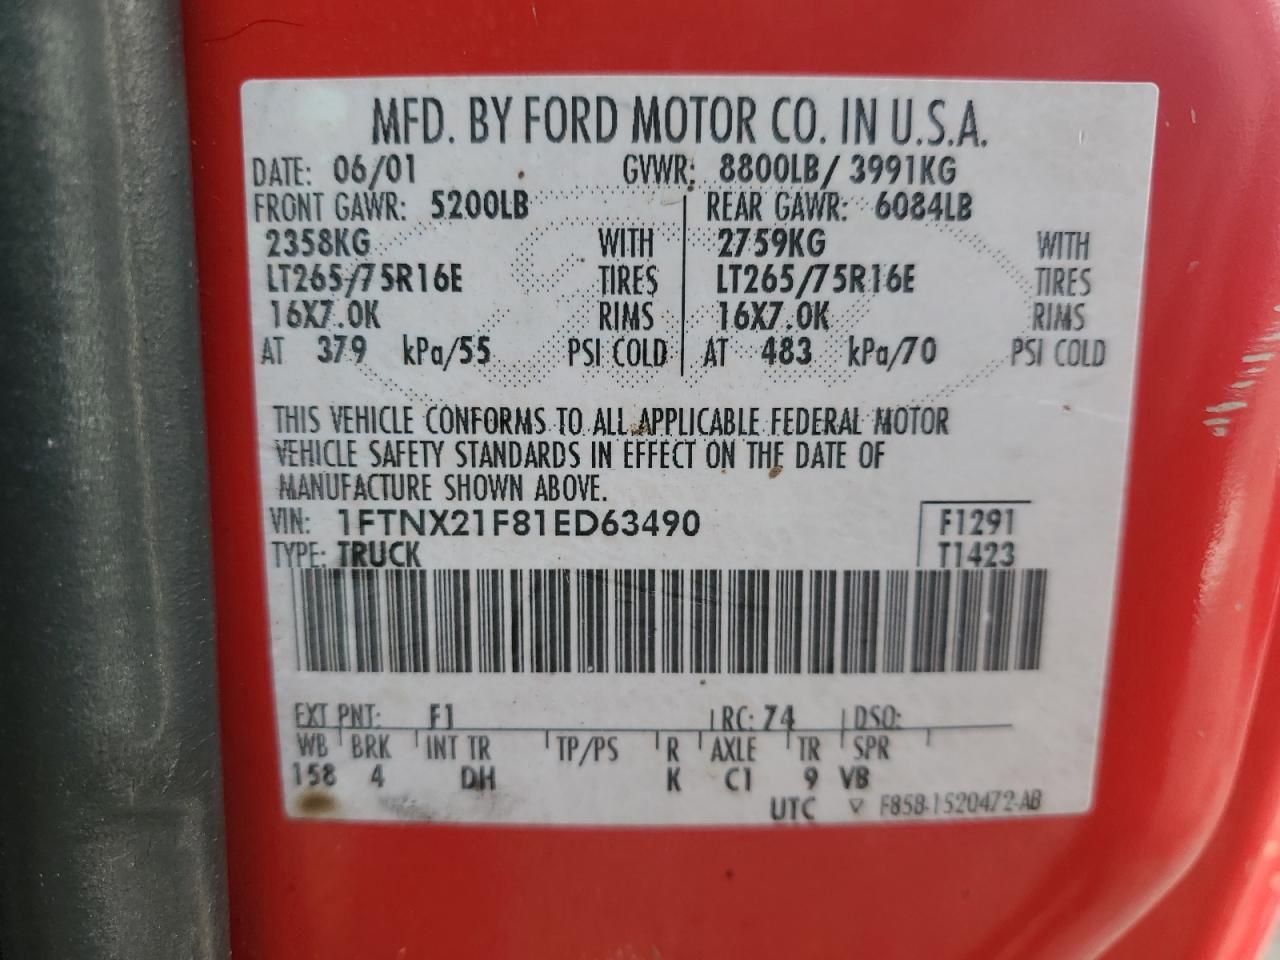 MFD. BY FORD MOTOR CO. IN U.S.A.
DATE: 06/01 GVWR: 8800LB/ 3991KG
FRONT GAWR: 5200LB REAR GAWR: 6084LB
2358KG WITH 2759KG WITH
LT265/75R16E TIRES LT265/75R16E TIRES
16X7.0K RIMS 16X7.0K RIMS
AT 379 kPa/55 PSI COLD AT 483 kPa/70 PSI COLD
THIS VEHICLE CONFORMS TO ALL APPLICABLE FEDERAL MOTOR
VEHICLE SAFETY STANDARDS IN EFFECT ON THE DATE OF
MANUFACTURE SHOWN ABOVE.
VIN: 1FTNX21F81ED63490 F1291
TYPE: TRUCK T1423
EXT PNT: F1 RC: 74 DSO:
WB BRK INT TR TP/PS R AXLE TR SPR
158 4 DH K C1 9 VB
UTC ▽ F85B-1520472-AB